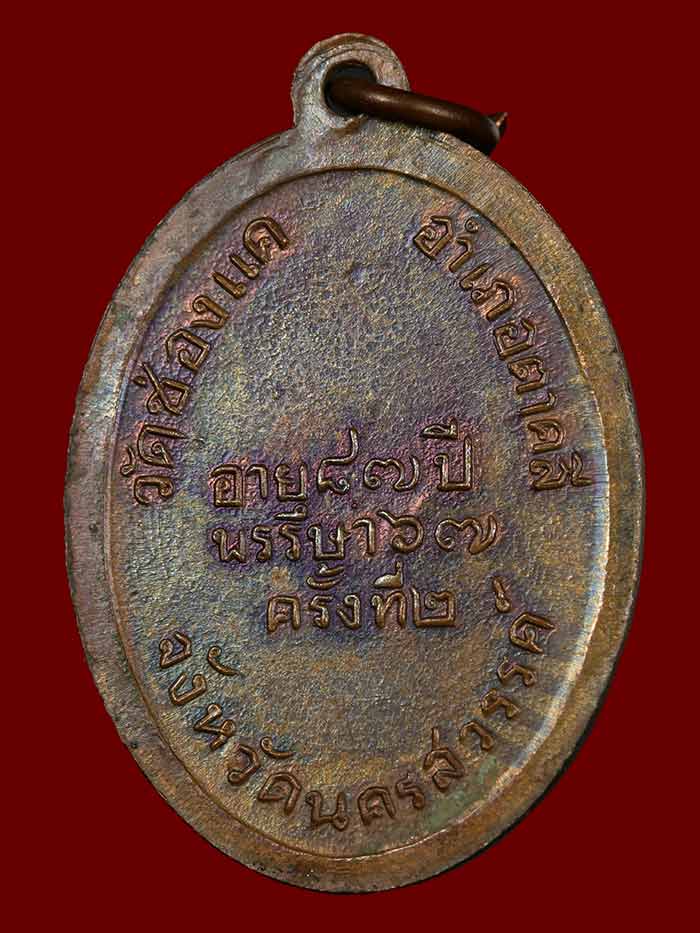 วัดช่องแค
อำเภอตาคลี
อายุ๘๗ปี
พรรษา๖๗
ครั้งที่๒
จังหวัดนครสวรรค์